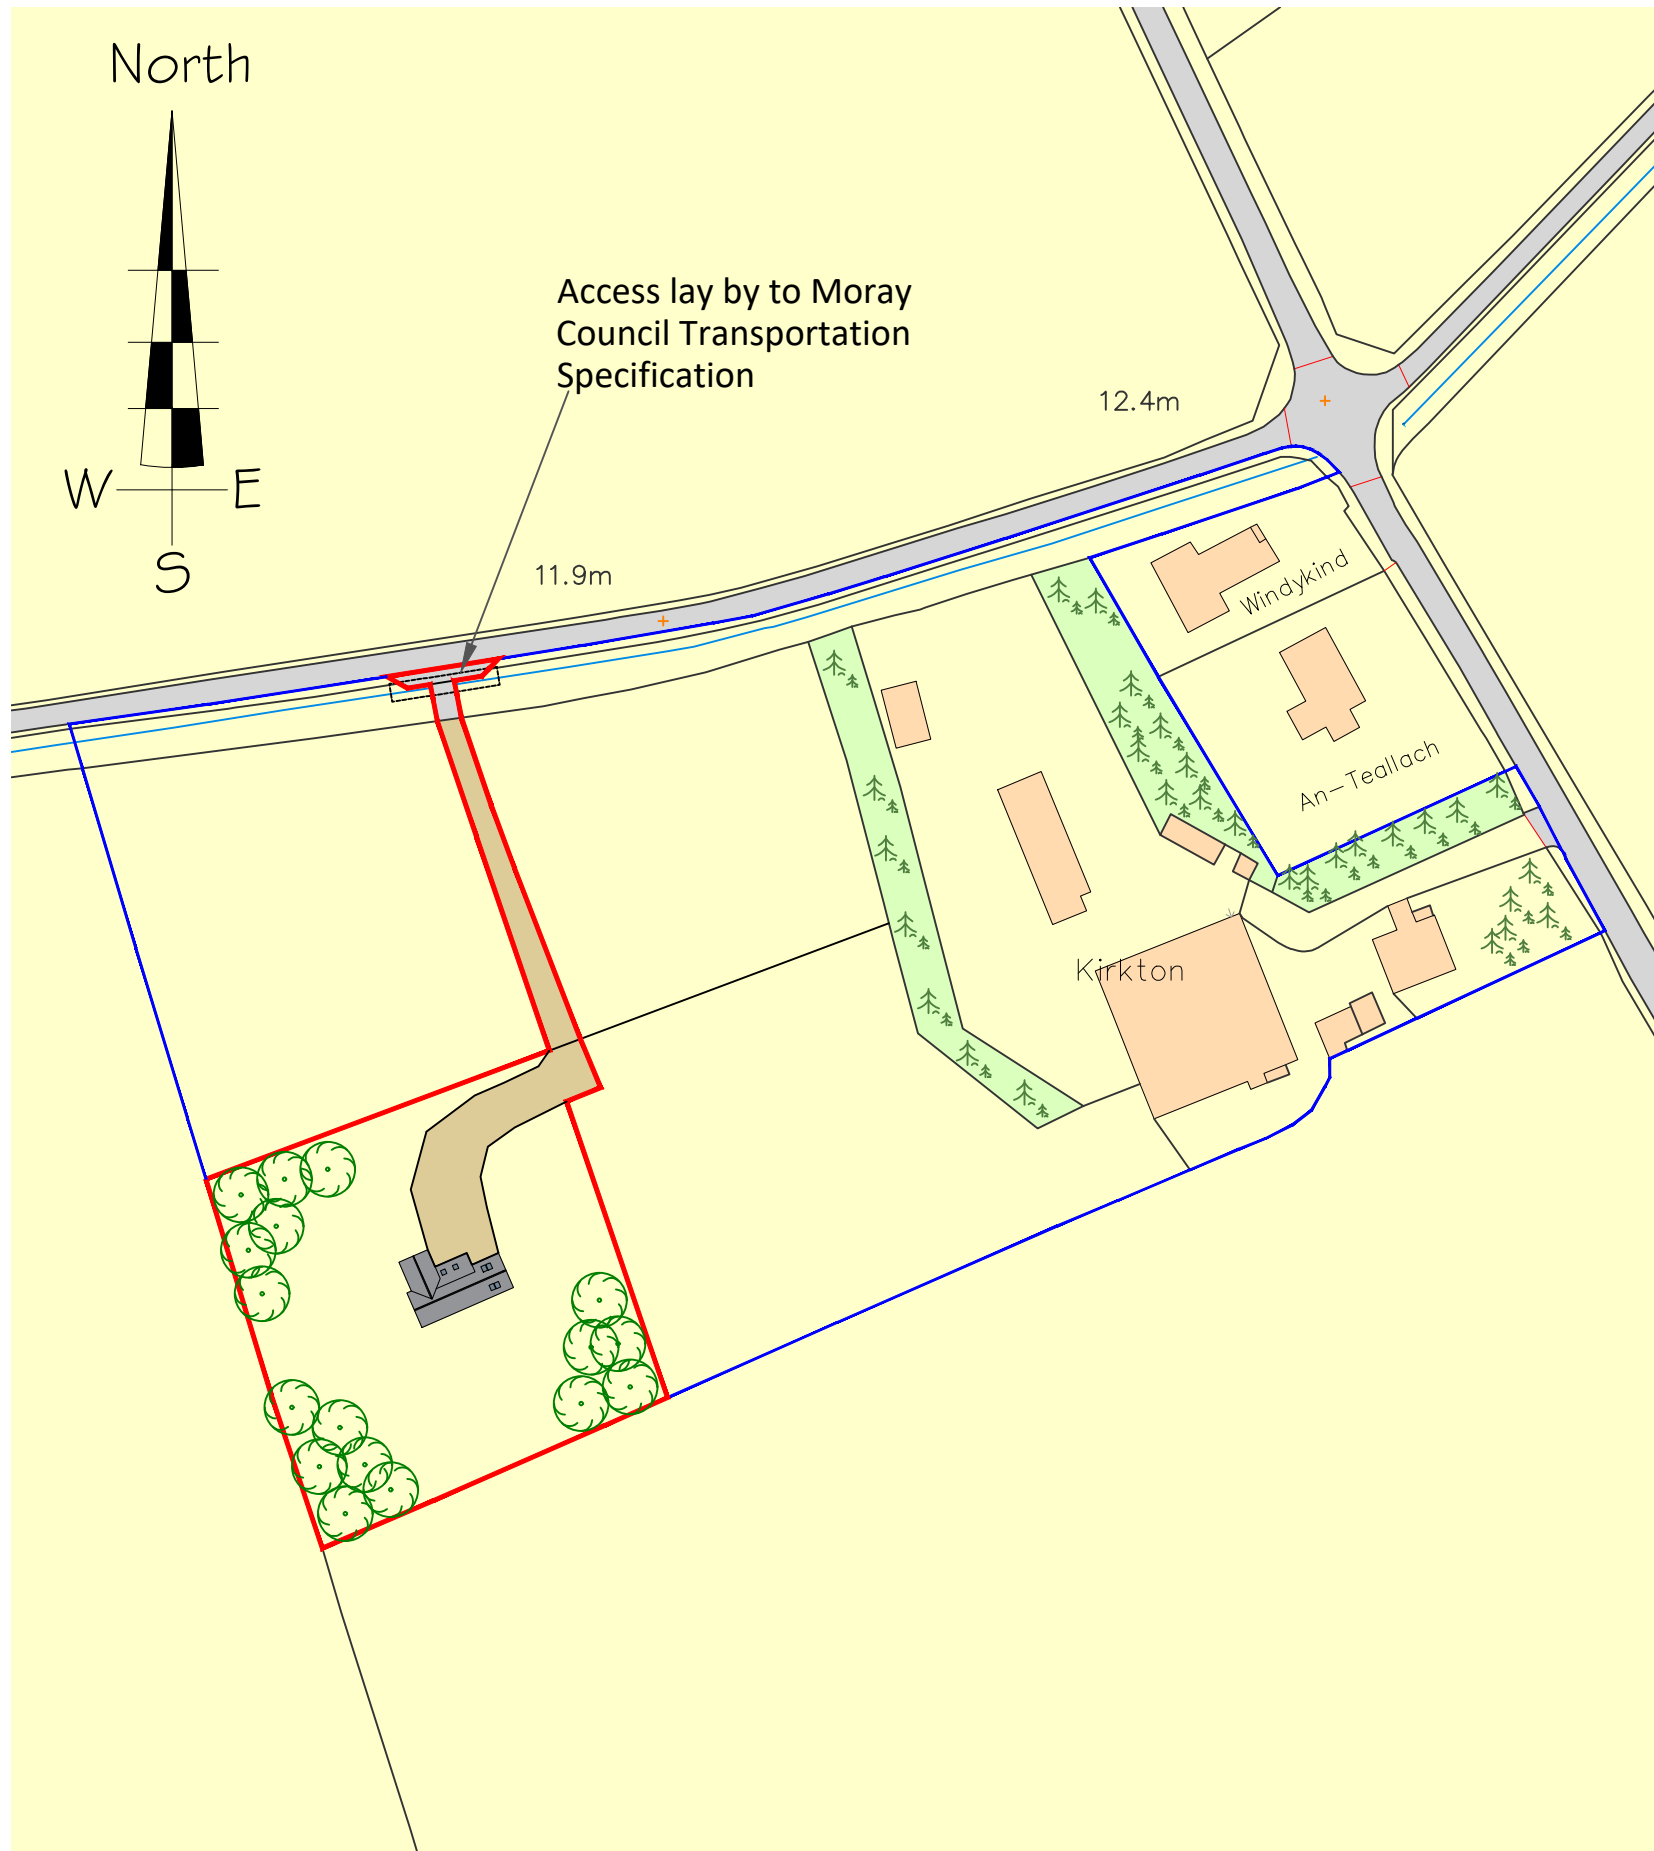 North
W
E
S
Access lay by to Moray
Council Transportation
Specification
12.4m
11.9m
Windykind
An-Teallach
Kirkton